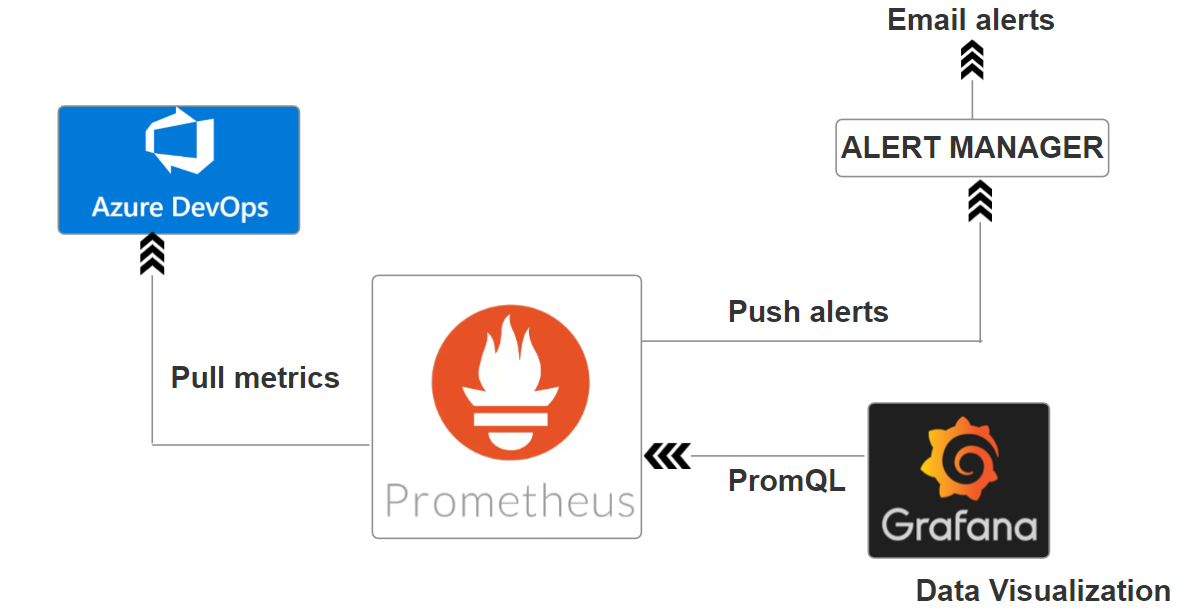 Email alerts
ALERT MANAGER
Azure DevOps
Push alerts
Pull metrics
PromQL
Prometheus
Grafana
Data Visualization